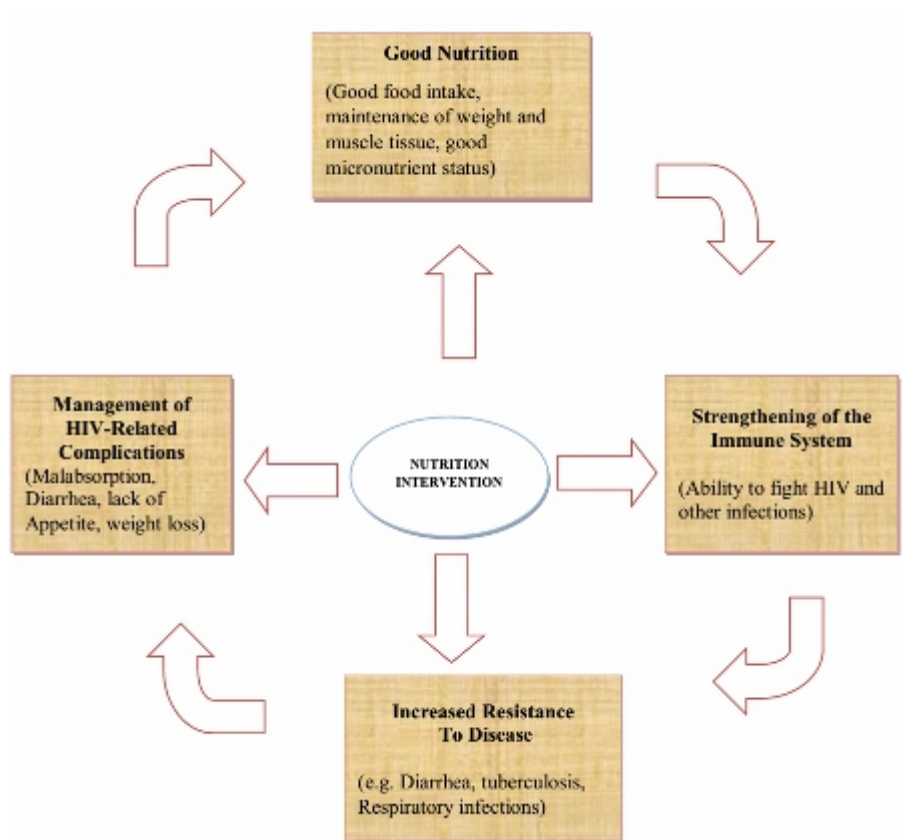 Good Nutrition
(Good food intake,
maintenance of weight and
muscle tissue, good
micronutrient status)
Management of
HIV-Related
Complications
(Malabsorption,
Diarrhea, lack of
Appetite, weight loss)
NUTRITION
INTERVENTION
Strengthening of the
Immune System
(Ability to fight HIV and
other infections)
Increased Resistance
To Disease
(e.g. Diarrhea, tuberculosis,
Respiratory infections)